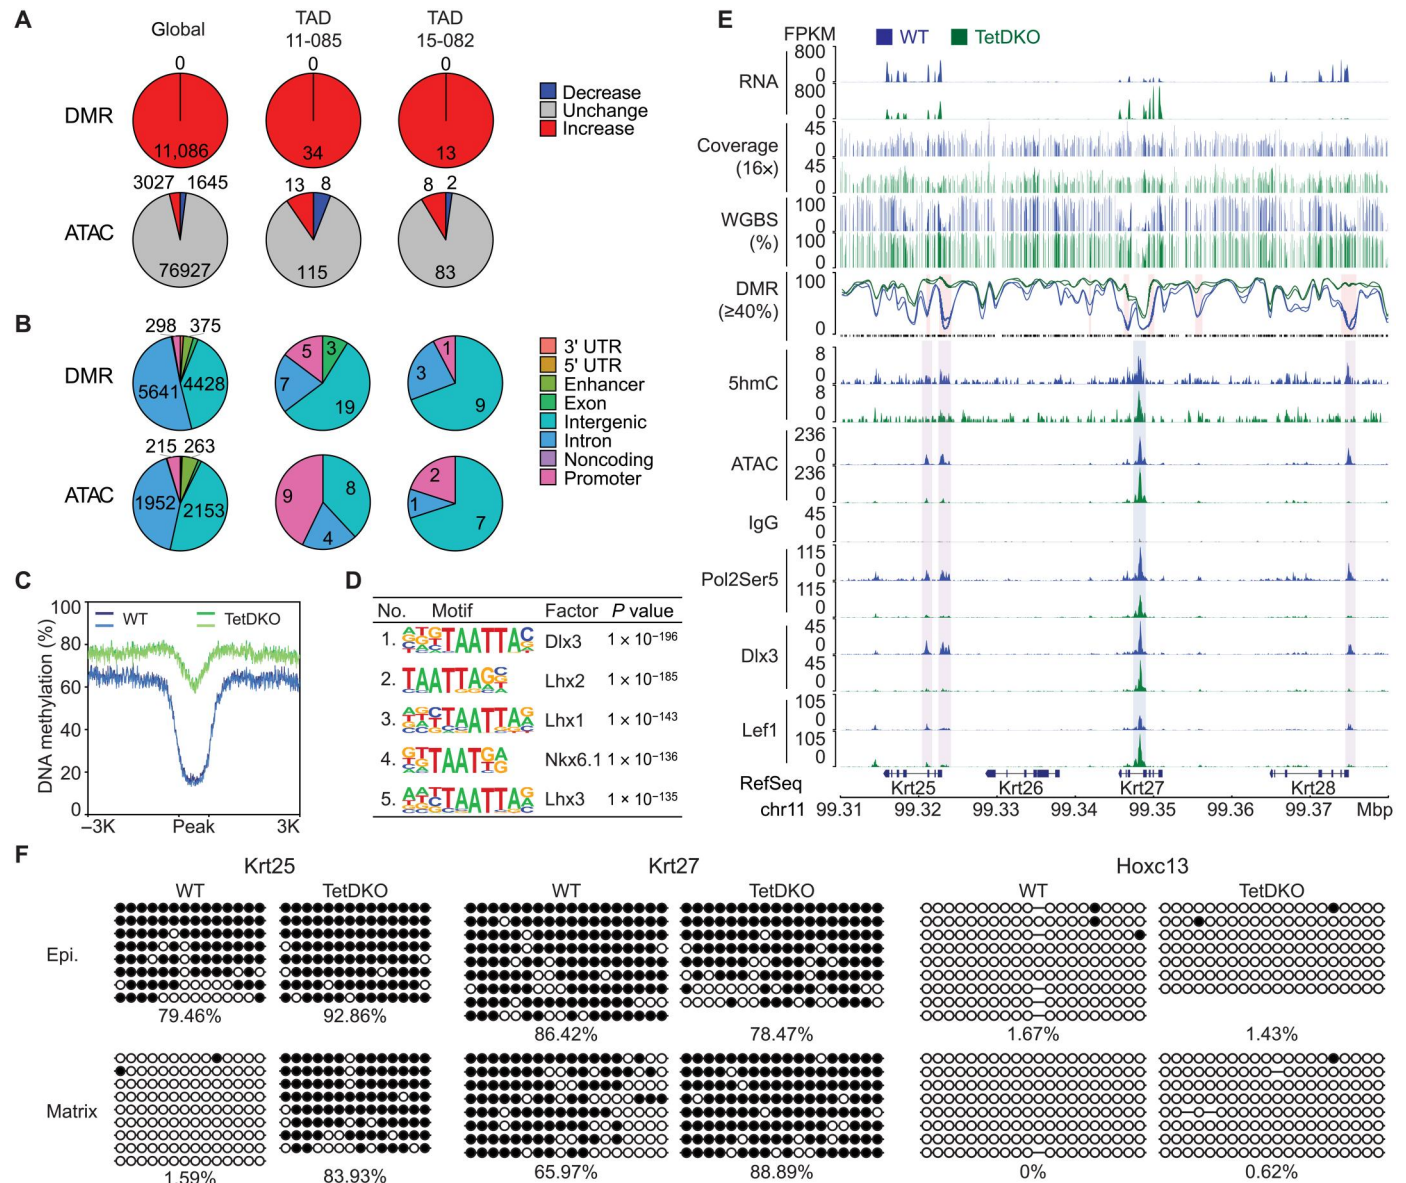 A
Global
TAD
11-085
TAD
15-082
DMR
0
0
0
11,086
34
13
Decrease
Unchange
Increase
ATAC
3027
1645
13
8
8
2
76927
115
83
B
DMR
298
375
5641
4428
5
3
7
19
1
3
9
3' UTR
5' UTR
Enhancer
Exon
Intergenic
Intron
Noncoding
Promoter
ATAC
215
263
1952
2153
9
8
4
2
1
7
C
DNA methylation (%)
100
80
60
40
20
0
WT
TetDKO
–3K
Peak
3K
D
No. Motif Factor P value
1. TAATTA Dlx3 1 × 10−196
2. TAATTAG Lhx2 1 × 10−185
3. TAATTA Lhx1 1 × 10−143
4. TAAT Nkx6.1 1 × 10−136
5. TAATTA Lhx3 1 × 10−135
E
FPKM
WT
TetDKO
RNA
800
0
800
0
Coverage
(16×)
45
0
45
0
WGBS
(%)
100
0
100
0
DMR
(≥40%)
100
0
5hmC
8
0
8
0
ATAC
236
0
236
0
IgG
45
0
Pol2Ser5
115
0
115
0
Dlx3
45
0
45
0
Lef1
105
0
105
0
RefSeq
Krt25
Krt26
Krt27
Krt28
chr11 99.31 99.32 99.33 99.34 99.35 99.36 99.37 Mbp
F
Krt25
Krt27
Hoxc13
WT
TetDKO
WT
TetDKO
WT
TetDKO
Epi.
79.46%
92.86%
86.42%
78.47%
1.67%
1.43%
Matrix
1.59%
83.93%
65.97%
88.89%
0%
0.62%